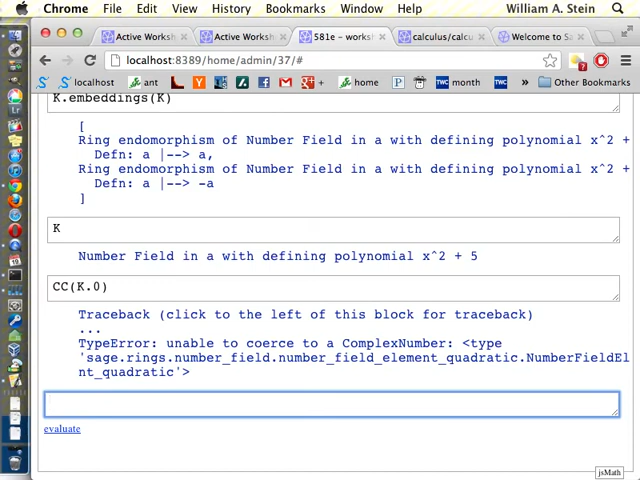 Chrome File Edit View History Bookmarks Window Help William A. Stein
Active Worksh Active Worksh 581e - worksh calculus/calcu Welcome to Sa
localhost:8389/home/admin/37/#
localhost ant Google+ home TWC month Other Bookmarks
K.embeddings(K)
[
Ring endomorphism of Number Field in a with defining polynomial x^2 +
Defn: a |--> a,
Ring endomorphism of Number Field in a with defining polynomial x^2 +
Defn: a |--> -a
]
K
Number Field in a with defining polynomial x^2 + 5
CC(K.0)
Traceback (click to the left of this block for traceback)
...
TypeError: unable to coerce to a ComplexNumber: <type
'sage.rings.number_field.number_field_element_quadratic.NumberFieldEl
nt_quadratic'>
evaluate
jsMath